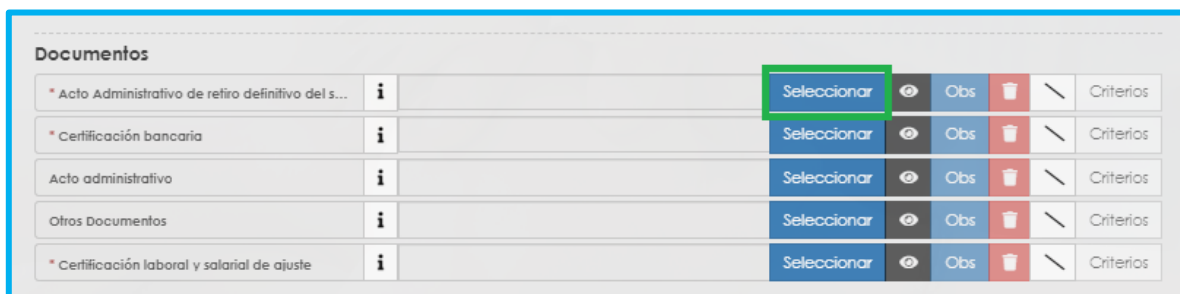 Documentos
* Acto Administrativo de retiro definitivo del s... i Seleccionar Obs Criterios
* Certificación bancaria i Seleccionar Obs Criterios
Acto administrativo i Seleccionar Obs Criterios
Otros Documentos i Seleccionar Obs Criterios
* Certificación laboral y salarial de ajuste i Seleccionar Obs Criterios